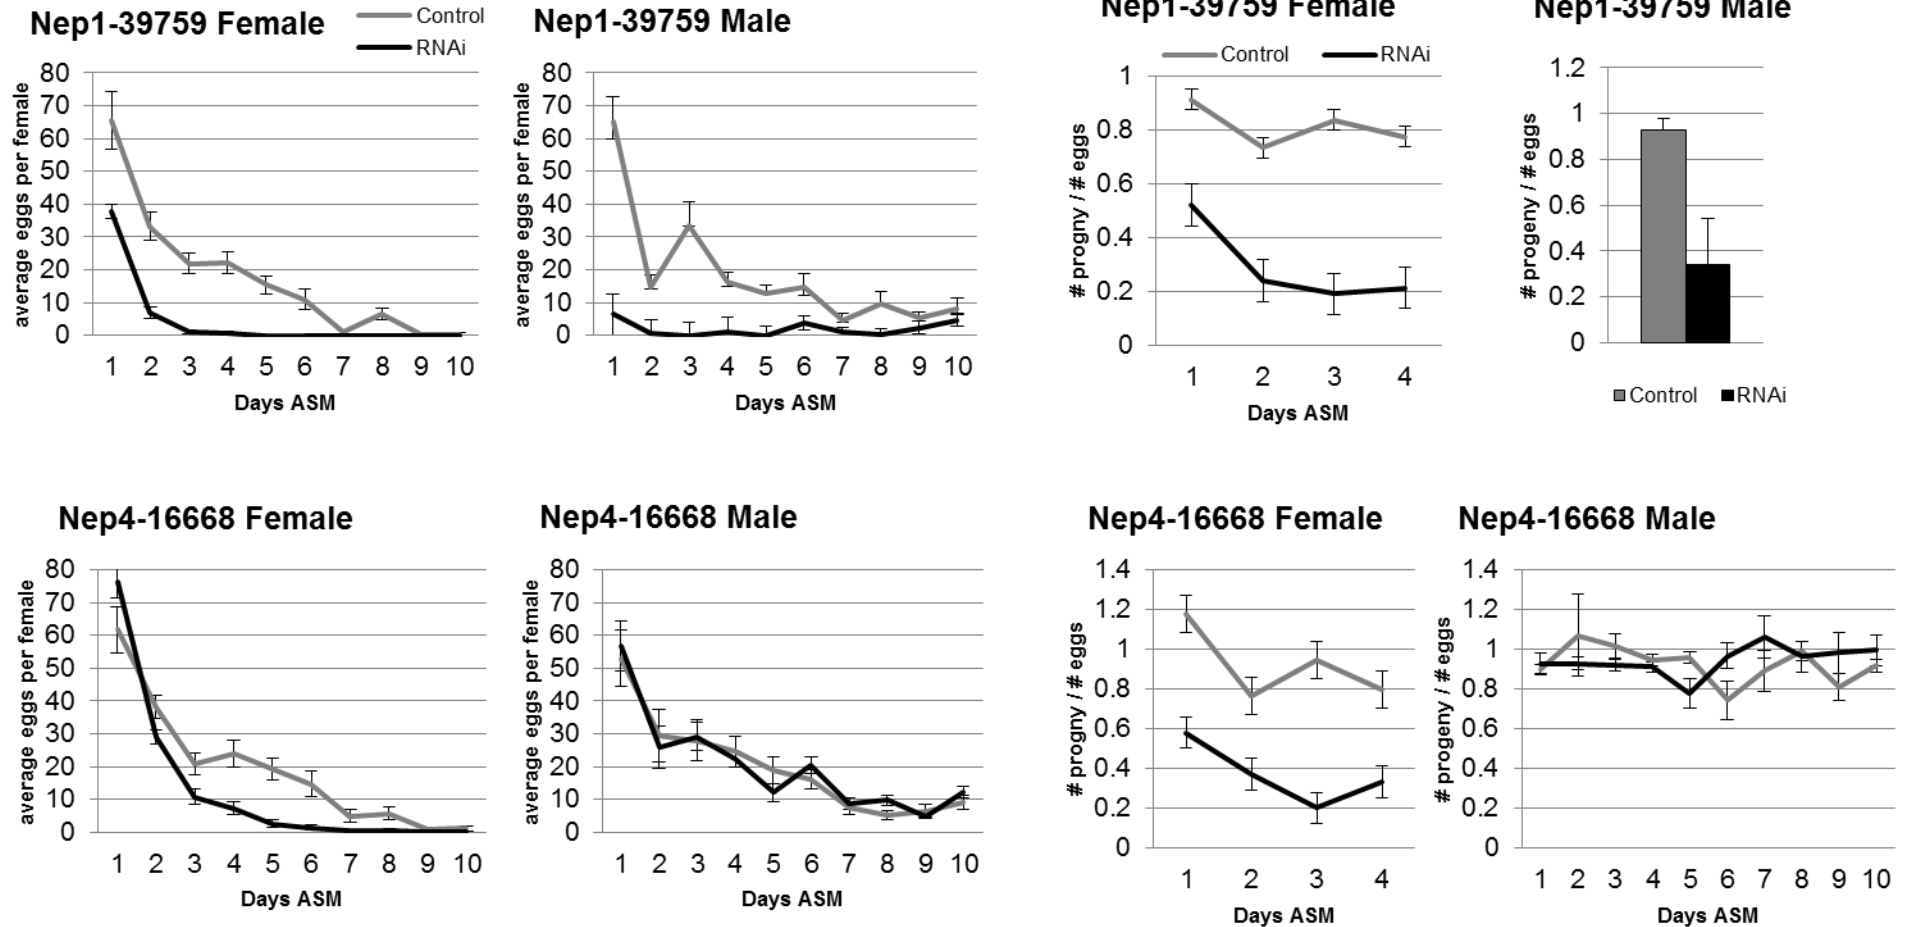 Nep1-39759 Female
Control
RNAi
average eggs per female
80
70
60
50
40
30
20
10
0
1 2 3 4 5 6 7 8 9 10
Days ASM
Nep1-39759 Male
average eggs per female
80
70
60
50
40
30
20
10
0
1 2 3 4 5 6 7 8 9 10
Days ASM
Nep1-39759 Female
Control RNAi
# progny / # eggs
1
0.8
0.6
0.4
0.2
0
1 2 3 4
Days ASM
Nep1-39759 Male
# progeny / # eggs
1.2
1
0.8
0.6
0.4
0.2
0
Control RNAi
Nep4-16668 Female
average eggs per female
80
70
60
50
40
30
20
10
0
1 2 3 4 5 6 7 8 9 10
Days ASM
Nep4-16668 Male
average eggs per female
80
70
60
50
40
30
20
10
0
1 2 3 4 5 6 7 8 9 10
Days ASM
Nep4-16668 Female
# progny / # eggs
1.4
1.2
1
0.8
0.6
0.4
0.2
0
1 2 3 4
Days ASM
Nep4-16668 Male
# progeny / # eggs
1.4
1.2
1
0.8
0.6
0.4
0.2
0
1 2 3 4 5 6 7 8 9 10
Days ASM